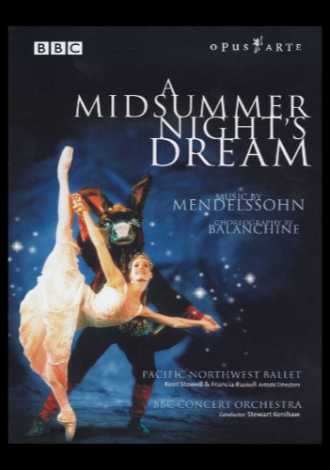 BBC
OPUS ARTE
A
MIDSUMMER
NIGHT'S
DREAM
MUSIC BY
MENDELSSOHN
CHOREOGRAPHY BY
BALANCHINE
PACIFIC NORTHWEST BALLET
Kent Stowell & Francia Russell Artistic Directors
BBC CONCERT ORCHESTRA
Conductor Stewart Kershaw